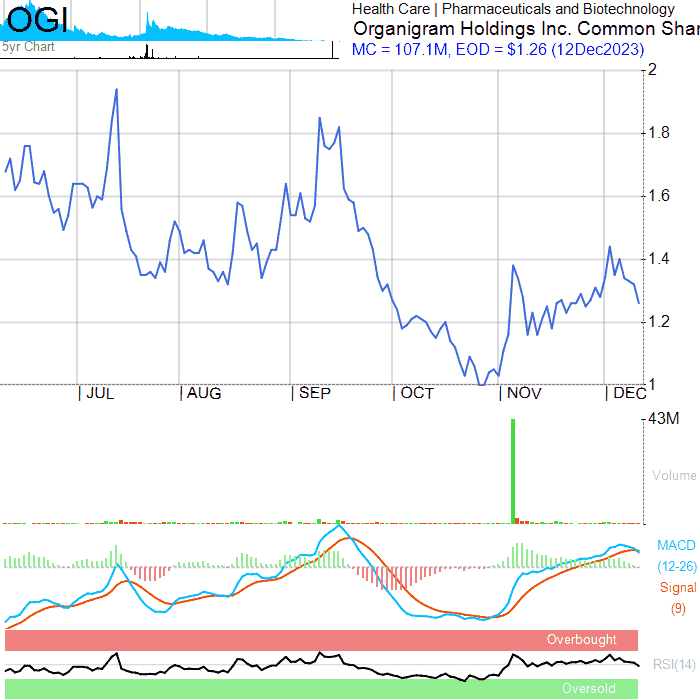 OGI
5yr Chart
Health Care | Pharmaceuticals and Biotechnology
Organigram Holdings Inc. Common Shar
MC = 107.1M, EOD = $1.26 (12Dec2023)
2
1.8
1.6
1.4
1.2
1
| JUL | AUG | SEP | OCT | NOV | DEC
43M
Volume
MACD
(12-26)
Signal
(9)
Overbought
RSI(14)
Oversold